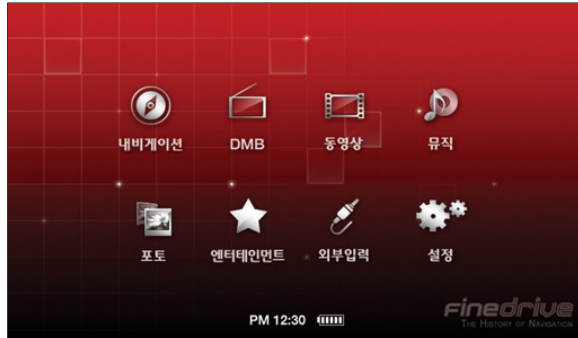 내비게이션 DMB 동영상 뮤직
포토 엔터테인먼트 외부입력 설정
PM 12:30
Finedrive
THE HISTORY OF NAVIGATION